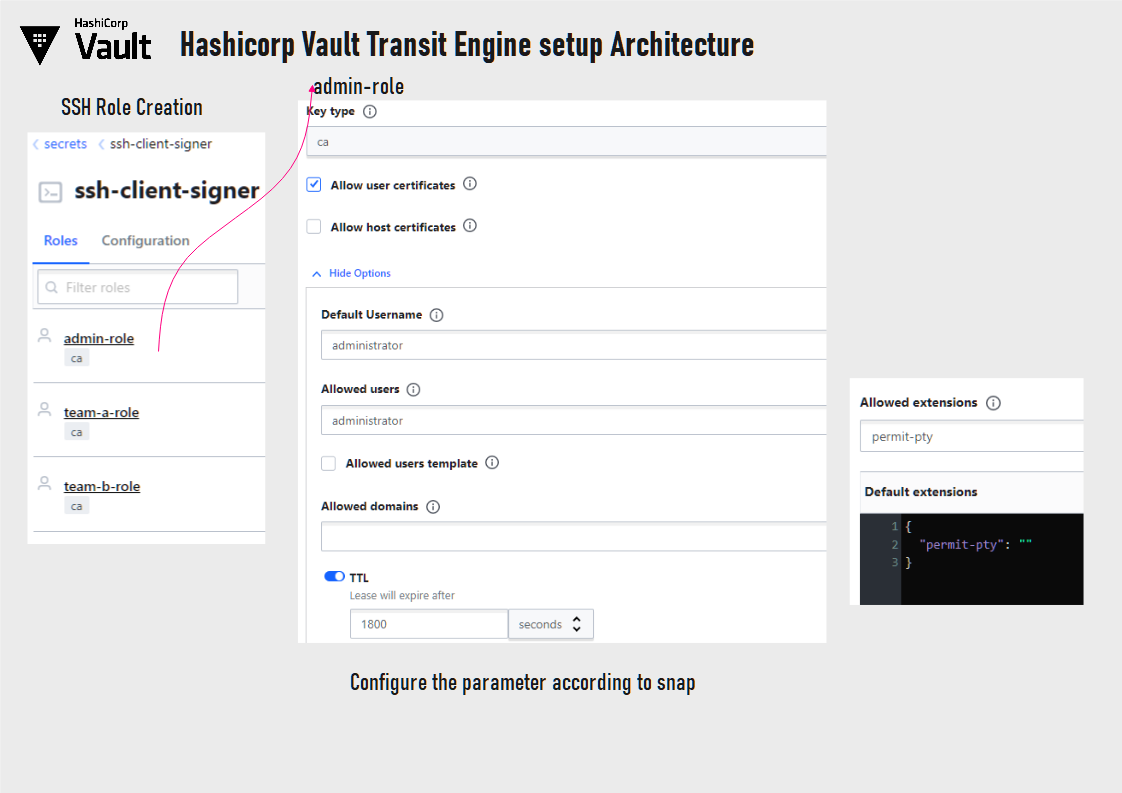 HashiCorp
Vault
Hashicorp Vault Transit Engine setup Architecture
SSH Role Creation
secrets
ssh-client-signer
ssh-client-signer
Roles
Configuration
Filter roles
admin-role
ca
team-a-role
ca
team-b-role
ca
admin-role
Key type
ca
Allow user certificates
Allow host certificates
Hide Options
Default Username
administrator
Allowed users
administrator
Allowed users template
Allowed domains
TTL
Lease will expire after
1800
seconds
Allowed extensions
permit-pty
Default extensions
1 {
2 "permit-pty": ""
3 }
Configure the parameter according to snap